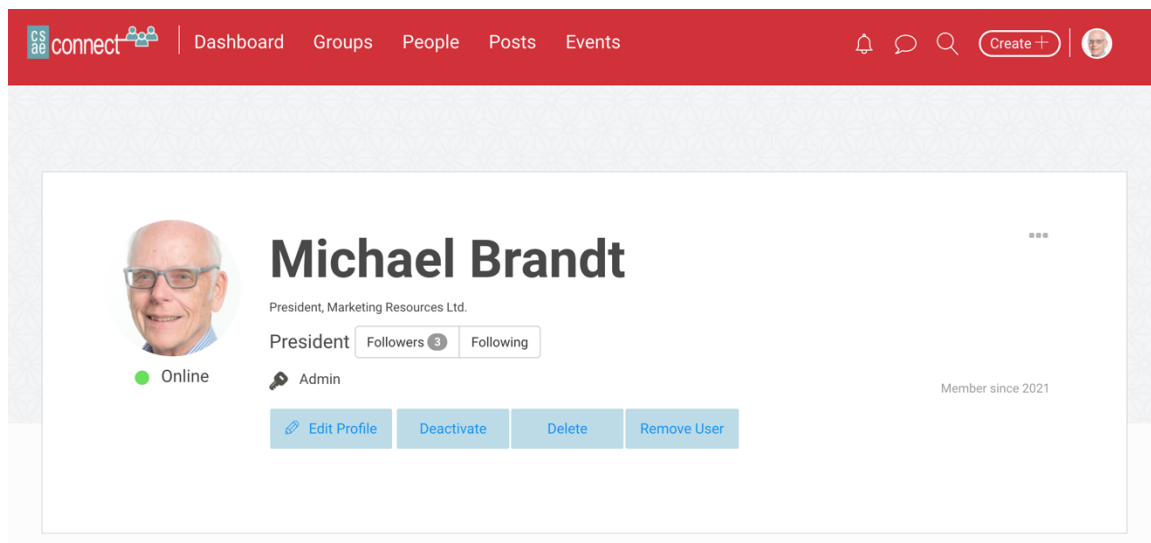 cs
ae connect
Dashboard Groups People Posts Events
Create +
Michael Brandt
President, Marketing Resources Ltd.
President Followers 3 Following
Online
Admin
Member since 2021
Edit Profile Deactivate Delete Remove User